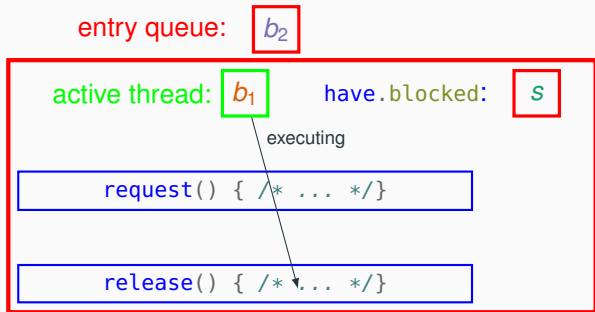 entry queue: b2
active thread: b1 have.blocked: s
executing
request() { /* ... */}
release() { /* ... */}